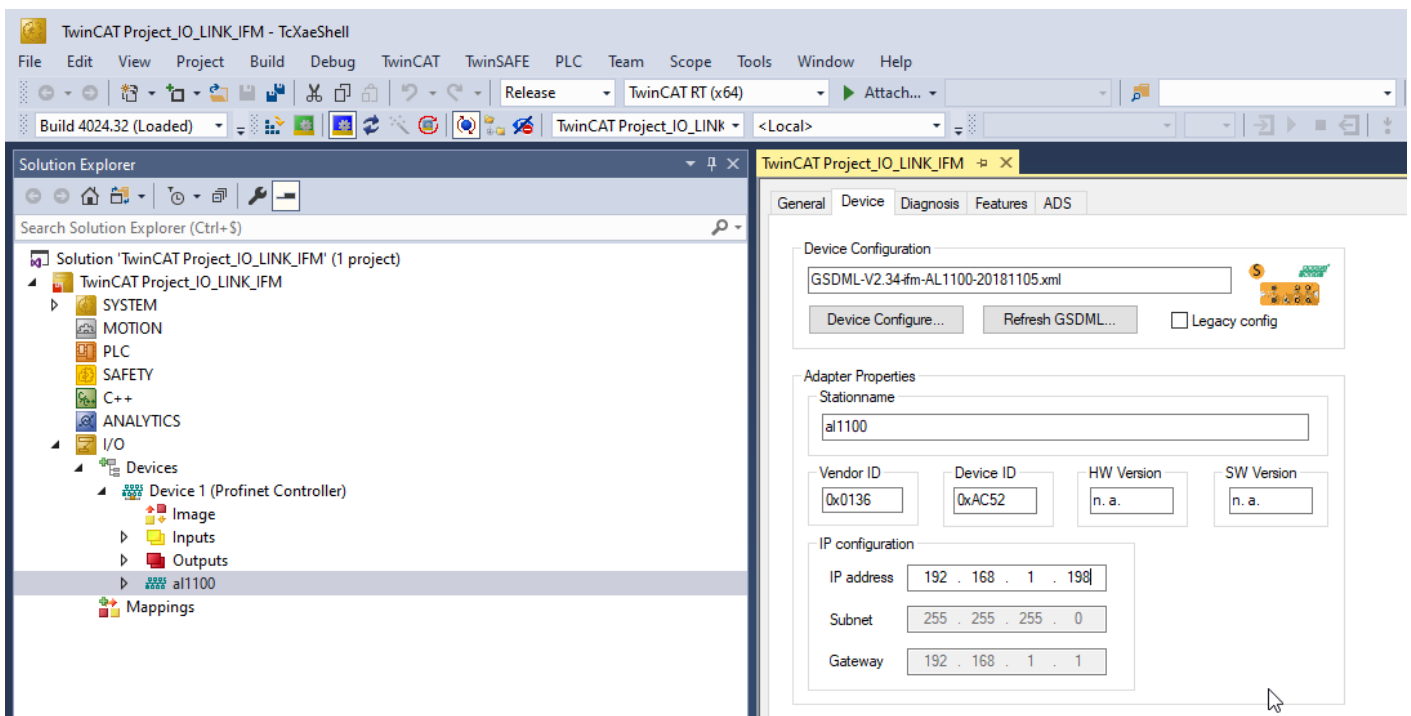 TwinCAT Project_IO_LINK_IFM - TcXaeShell
File Edit View Project Build Debug TwinCAT TwinSAFE PLC Team Scope Tools Window Help
Release TwinCAT RT (x64) Attach...
Build 4024.32 (Loaded) TwinCAT Project_IO_LINK <Local>
Solution Explorer
Search Solution Explorer (Ctrl+$)
Solution 'TwinCAT Project_IO_LINK_IFM' (1 project)
TwinCAT Project_IO_LINK_IFM
SYSTEM
MOTION
PLC
SAFETY
C++
ANALYTICS
I/O
Devices
Device 1 (Profinet Controller)
Image
Inputs
Outputs
al1100
Mappings
TwinCAT Project_IO_LINK_IFM
General Device Diagnosis Features ADS
Device Configuration
GSDML-V2.34-ifm-AL1100-20181105.xml
Device Configure... Refresh GSDML... Legacy config
Adapter Properties
Stationname
al1100
Vendor ID Device ID HW Version SW Version
0x0136 0xAC52 n. a. n. a.
IP configuration
IP address 192 . 168 . 1 . 198
Subnet 255 . 255 . 255 . 0
Gateway 192 . 168 . 1 . 1